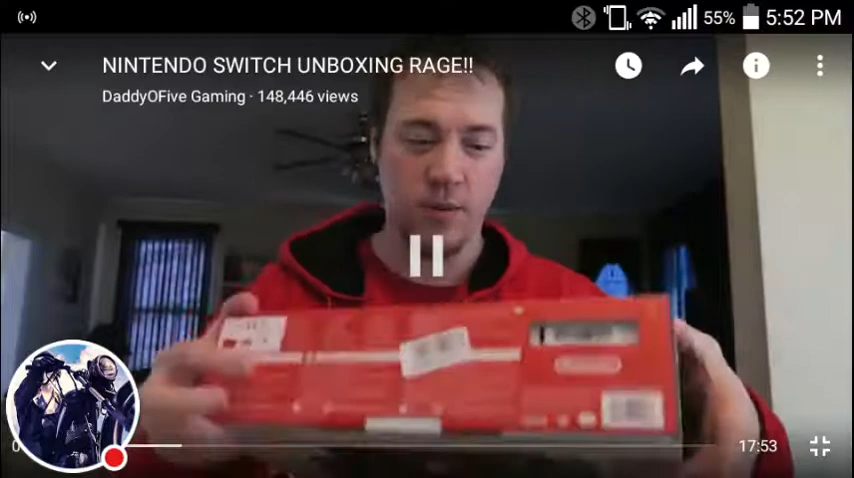 55% 5:52 PM
NINTENDO SWITCH UNBOXING RAGE!!
DaddyOFive Gaming · 148,446 views
17:53